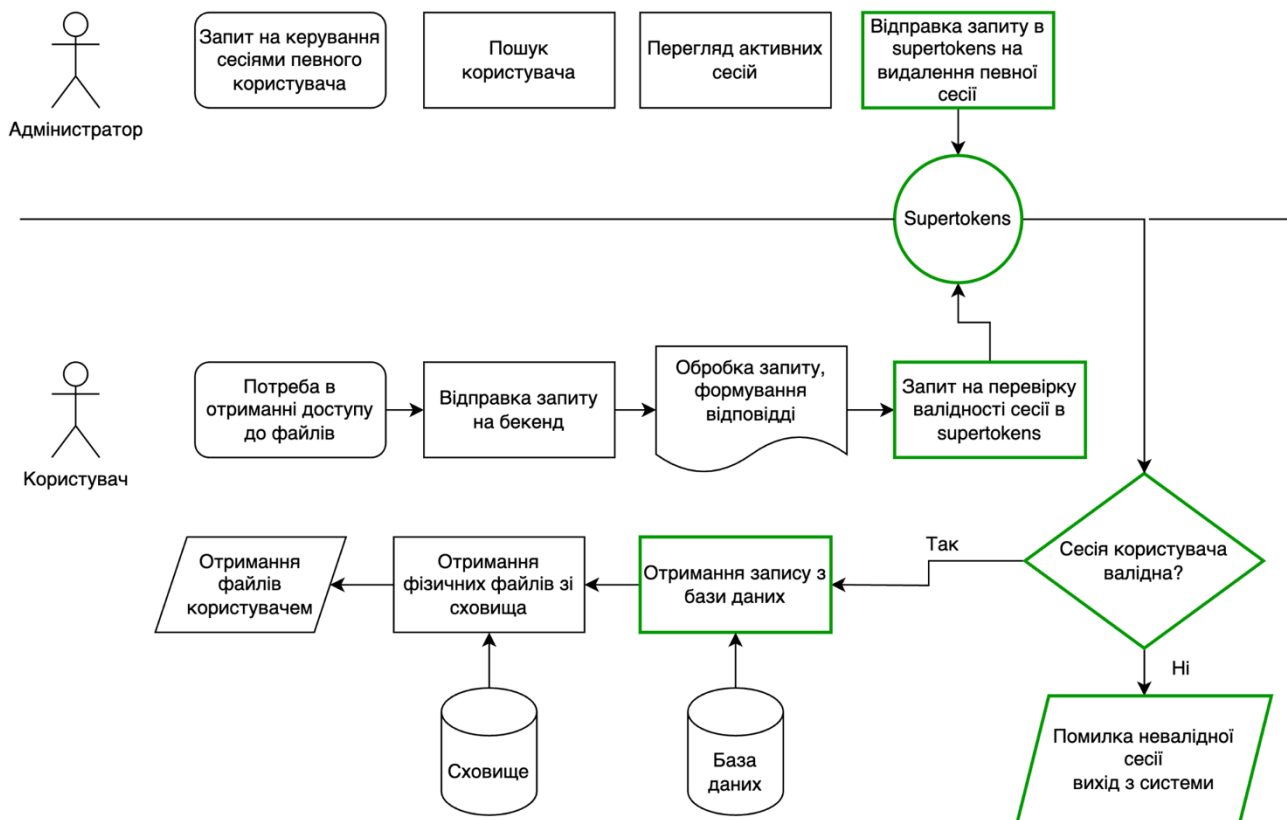 Адміністратор
Запит на керування
сесіями певного
користувача
Пошук
користувача
Перегляд активних
сесій
Відправка запиту в
supertokens на
видалення певної
сесії
Supertokens
Користувач
Потреба в
отриманні доступу
до файлів
Відправка запиту
на бекенд
Обробка запиту,
формування
відповідді
Запит на перевірку
валідності сесії в
supertokens
Отримання
файлів
користувачем
Отримання
фізичних файлів зі
сховища
Отримання запису з
бази даних
Так
Сесія користувача
валідна?
Ні
Сховище
База
даних
Помилка невалідної
сесії
вихід з системи